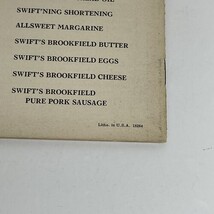 OIL
SWIFT'NING SHORTENING
ALLSWEET MARGARINE
SWIFT'S BROOKFIELD BUTTER
SWIFT'S BROOKFIELD EGGS
SWIFT'S BROOKFIELD CHEESE
SWIFT'S BROOKFIELD
PURE PORK SAUSAGE
Litho. in U.S.A.